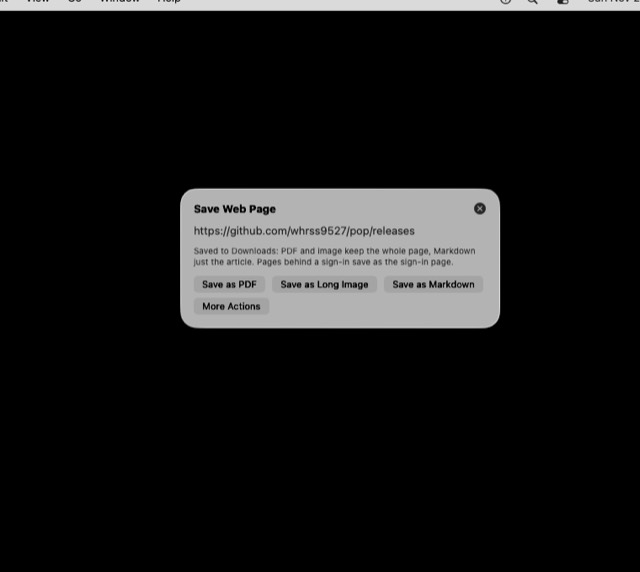 View Go Window Help
Save Web Page
https://github.com/whrss9527/pop/releases
Saved to Downloads: PDF and image keep the whole page, Markdown
just the article. Pages behind a sign-in save as the sign-in page.
Save as PDF Save as Long Image Save as Markdown
More Actions